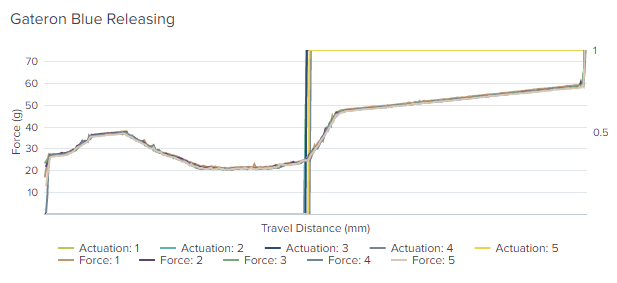 Gateron Blue Releasing
70
60
50
40
30
20
10
Force (g)
1
0.5
Travel Distance (mm)
Actuation: 1 Actuation: 2 Actuation: 3 Actuation: 4 Actuation: 5
Force: 1 Force: 2 Force: 3 Force: 4 Force: 5